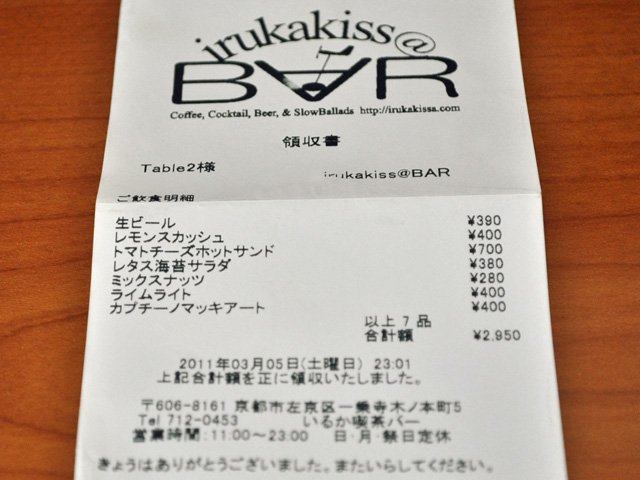 irukakiss@
BAR
Coffee, Cocktail, Beer, & SlowBallads http://irukakissa.com
領収書
Table2様 irukakiss@BAR
ご飲食明細
生ビール ¥390
レモンスカッシュ ¥400
トマトチーズホットサンド ¥700
レタス海苔サラダ ¥380
ミックスナッツ ¥280
ライムライト ¥400
カプチーノマッキアート ¥400
以上 7 品
合計額 ¥2,950
2011年03月05日(土曜日) 23:01
上記合計額を正に領収いたしました。
〒606-8161 京都市左京区一乗寺木ノ本町5
Tel 712-0453 いるか喫茶バー
営業時間:11:00~23:00 日・月・祭日定休
きょうはありがとうございました。またいらしてください。